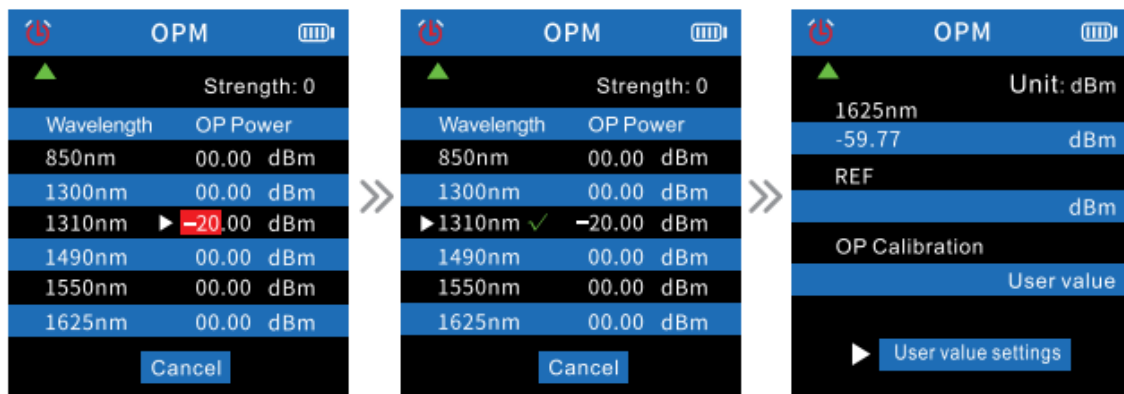 OPM
Strength: 0
Wavelength OP Power
850nm 00.00 dBm
1300nm 00.00 dBm
1310nm −20.00 dBm
1490nm 00.00 dBm
1550nm 00.00 dBm
1625nm 00.00 dBm
Cancel
OPM
Strength: 0
Wavelength OP Power
850nm 00.00 dBm
1300nm 00.00 dBm
1310nm ✓ −20.00 dBm
1490nm 00.00 dBm
1550nm 00.00 dBm
1625nm 00.00 dBm
Cancel
OPM
Unit: dBm
1625nm
-59.77 dBm
REF
dBm
OP Calibration
User value
User value settings